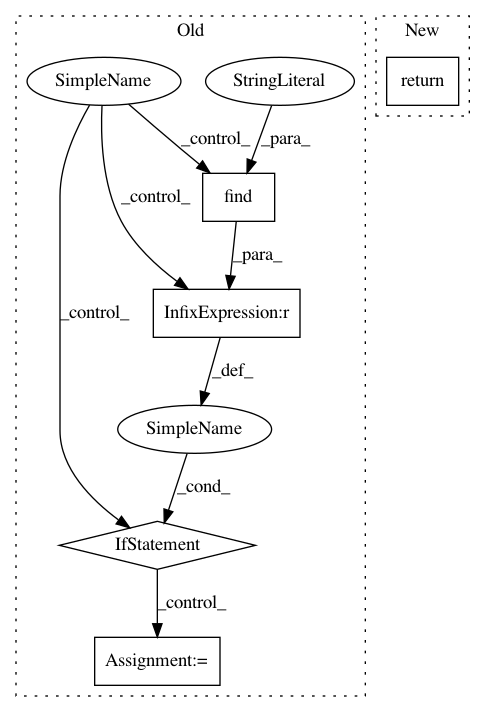 Old
New
SimpleName
StringLiteral
return
_control_
_para_
find
_control_
_para_
_control_
InfixExpression:r
_def_
SimpleName
_cond_
IfStatement
_control_
Assignment:=